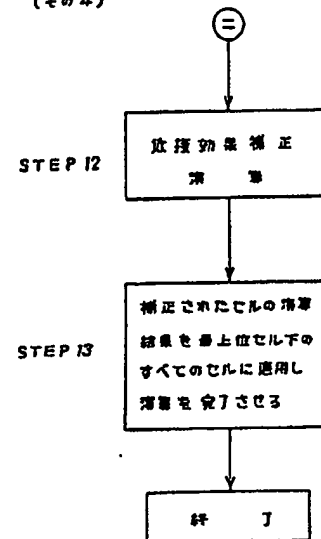 (その4)
ニ
STEP 12
近接効果補正
演算
STEP 13
補正されたセルの演算
結果を最上位セル下の
すべてのセルに適用し
演算を完了させる
終了